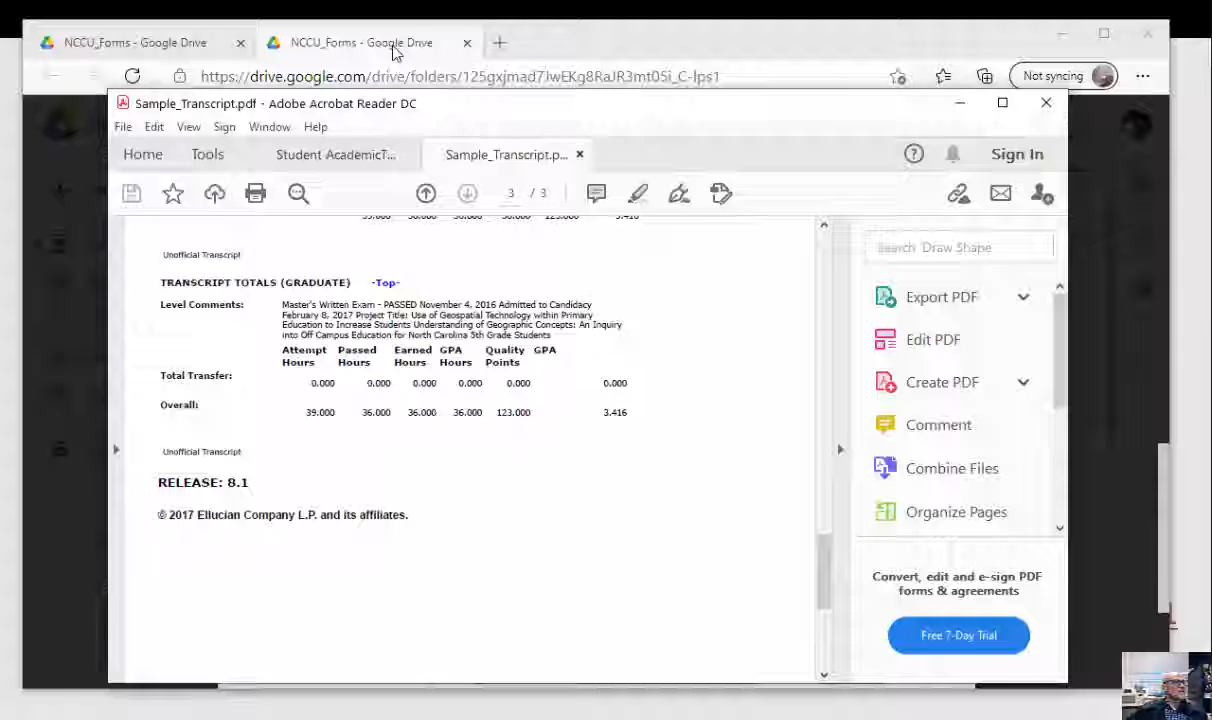 NCCU_Forms - Google Drive
NCCU_Forms - Google Drive
https://drive.google.com/drive/folders/125gxjmad7JwEKg8RaJR3mt05i_C-lps1
Not syncing
Sample_Transcript.pdf - Adobe Acrobat Reader DC
File Edit View Sign Window Help
Home Tools Student AcademicT... Sample_Transcript.p...
Sign In
3 / 3
Unofficial Transcript
TRANSCRIPT TOTALS (GRADUATE) -Top-
Level Comments: Master's Written Exam - PASSED November 4, 2016 Admitted to Candidacy
February 8, 2017 Project Title: Use of Geospatial Technology within Primary
Education to Increase Students Understanding of Geographic Concepts: An Inquiry
into Off Campus Education for North Carolina 5th Grade Students
Attempt Passed Earned GPA Quality GPA
Hours Hours Hours Hours Points
Total Transfer:
0.000 0.000 0.000 0.000 0.000 0.000
Overall:
39.000 36.000 36.000 36.000 123.000 3.416
Unofficial Transcript
RELEASE: 8.1
© 2017 Ellucian Company L.P. and its affiliates.
Search 'Draw Shape
Export PDF
Edit PDF
Create PDF
Comment
Combine Files
Organize Pages
Convert, edit and e-sign PDF
forms & agreements
Free 7-Day Trial